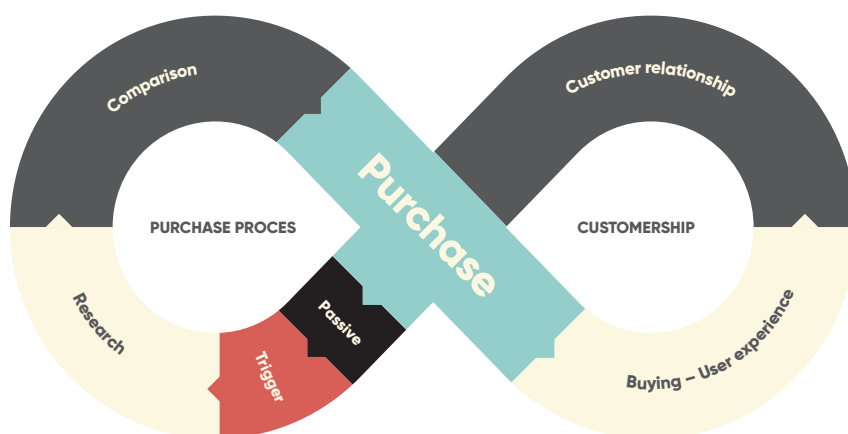 Comparison
Customer relationship
Purchase
PURCHASE PROCES
CUSTOMERSHIP
Research
Trigger
Passive
Buying – User experience